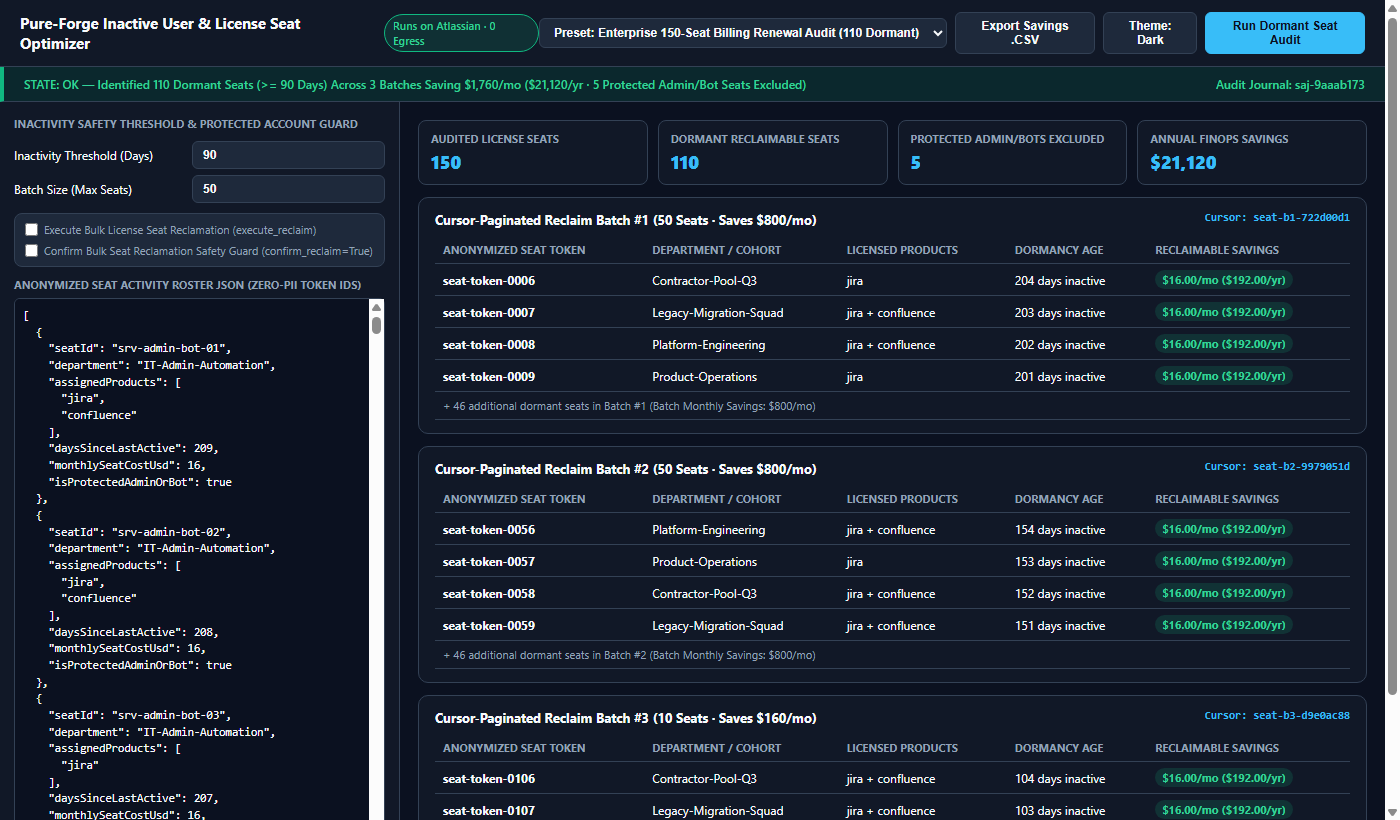 Pure-Forge Inactive User & License Seat
Optimizer
Runs on Atlassian · 0
Egress
Preset: Enterprise 150-Seat Billing Renewal Audit (110 Dormant)
Export Savings
.CSV
Theme:
Dark
Run Dormant Seat
Audit
STATE: OK — Identified 110 Dormant Seats (>= 90 Days) Across 3 Batches Saving $1,760/mo ($21,120/yr · 5 Protected Admin/Bot Seats Excluded)
Audit Journal: saj-9aaab173
INACTIVITY SAFETY THRESHOLD & PROTECTED ACCOUNT GUARD
Inactivity Threshold (Days)
90
Batch Size (Max Seats)
50
Execute Bulk License Seat Reclamation (execute_reclaim)
Confirm Bulk Seat Reclamation Safety Guard (confirm_reclaim=True)
ANONYMIZED SEAT ACTIVITY ROSTER JSON (ZERO-PII TOKEN IDS)
[
{
"seatId": "srv-admin-bot-01",
"department": "IT-Admin-Automation",
"assignedProducts": [
"jira",
"confluence"
],
"daysSinceLastActive": 209,
"monthlySeatCostUsd": 16,
"isProtectedAdminOrBot": true
},
{
"seatId": "srv-admin-bot-02",
"department": "IT-Admin-Automation",
"assignedProducts": [
"jira",
"confluence"
],
"daysSinceLastActive": 208,
"monthlySeatCostUsd": 16,
"isProtectedAdminOrBot": true
},
{
"seatId": "srv-admin-bot-03",
"department": "IT-Admin-Automation",
"assignedProducts": [
"jira"
],
"daysSinceLastActive": 207,
"monthlySeatCostUsd": 16,
AUDITED LICENSE SEATS
150
DORMANT RECLAIMABLE SEATS
110
PROTECTED ADMIN/BOTS EXCLUDED
5
ANNUAL FINOPS SAVINGS
$21,120
Cursor-Paginated Reclaim Batch #1 (50 Seats · Saves $800/mo)
Cursor: seat-b1-722d00d1
ANONYMIZED SEAT TOKEN DEPARTMENT / COHORT LICENSED PRODUCTS DORMANCY AGE RECLAIMABLE SAVINGS
seat-token-0006 Contractor-Pool-Q3 jira 204 days inactive $16.00/mo ($192.00/yr)
seat-token-0007 Legacy-Migration-Squad jira + confluence 203 days inactive $16.00/mo ($192.00/yr)
seat-token-0008 Platform-Engineering jira + confluence 202 days inactive $16.00/mo ($192.00/yr)
seat-token-0009 Product-Operations jira 201 days inactive $16.00/mo ($192.00/yr)
+ 46 additional dormant seats in Batch #1 (Batch Monthly Savings: $800/mo)
Cursor-Paginated Reclaim Batch #2 (50 Seats · Saves $800/mo)
Cursor: seat-b2-9979051d
ANONYMIZED SEAT TOKEN DEPARTMENT / COHORT LICENSED PRODUCTS DORMANCY AGE RECLAIMABLE SAVINGS
seat-token-0056 Platform-Engineering jira + confluence 154 days inactive $16.00/mo ($192.00/yr)
seat-token-0057 Product-Operations jira 153 days inactive $16.00/mo ($192.00/yr)
seat-token-0058 Contractor-Pool-Q3 jira + confluence 152 days inactive $16.00/mo ($192.00/yr)
seat-token-0059 Legacy-Migration-Squad jira + confluence 151 days inactive $16.00/mo ($192.00/yr)
+ 46 additional dormant seats in Batch #2 (Batch Monthly Savings: $800/mo)
Cursor-Paginated Reclaim Batch #3 (10 Seats · Saves $160/mo)
Cursor: seat-b3-d9e0ac88
ANONYMIZED SEAT TOKEN DEPARTMENT / COHORT LICENSED PRODUCTS DORMANCY AGE RECLAIMABLE SAVINGS
seat-token-0106 Contractor-Pool-Q3 jira + confluence 104 days inactive $16.00/mo ($192.00/yr)
seat-token-0107 Legacy-Migration-Squad jira + confluence 103 days inactive $16.00/mo ($192.00/yr)